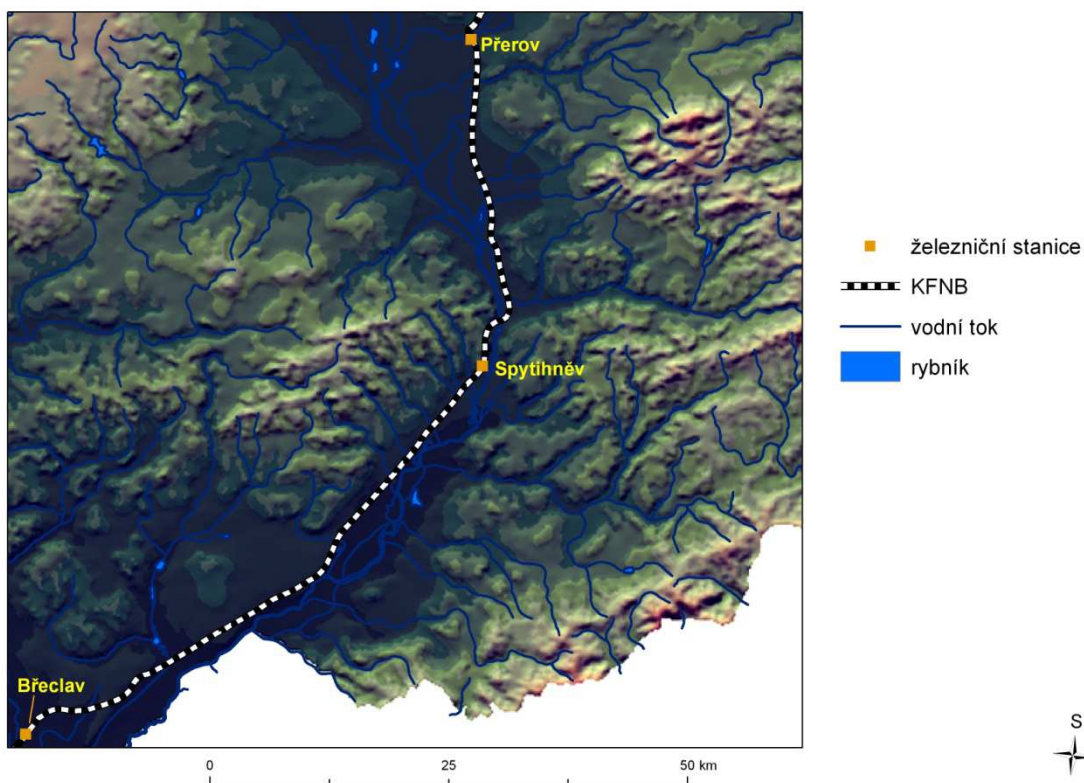 Přerov
Spytihněv
Břeclav
železniční stanice
KFNB
vodní tok
rybník
0 25 50 km
S